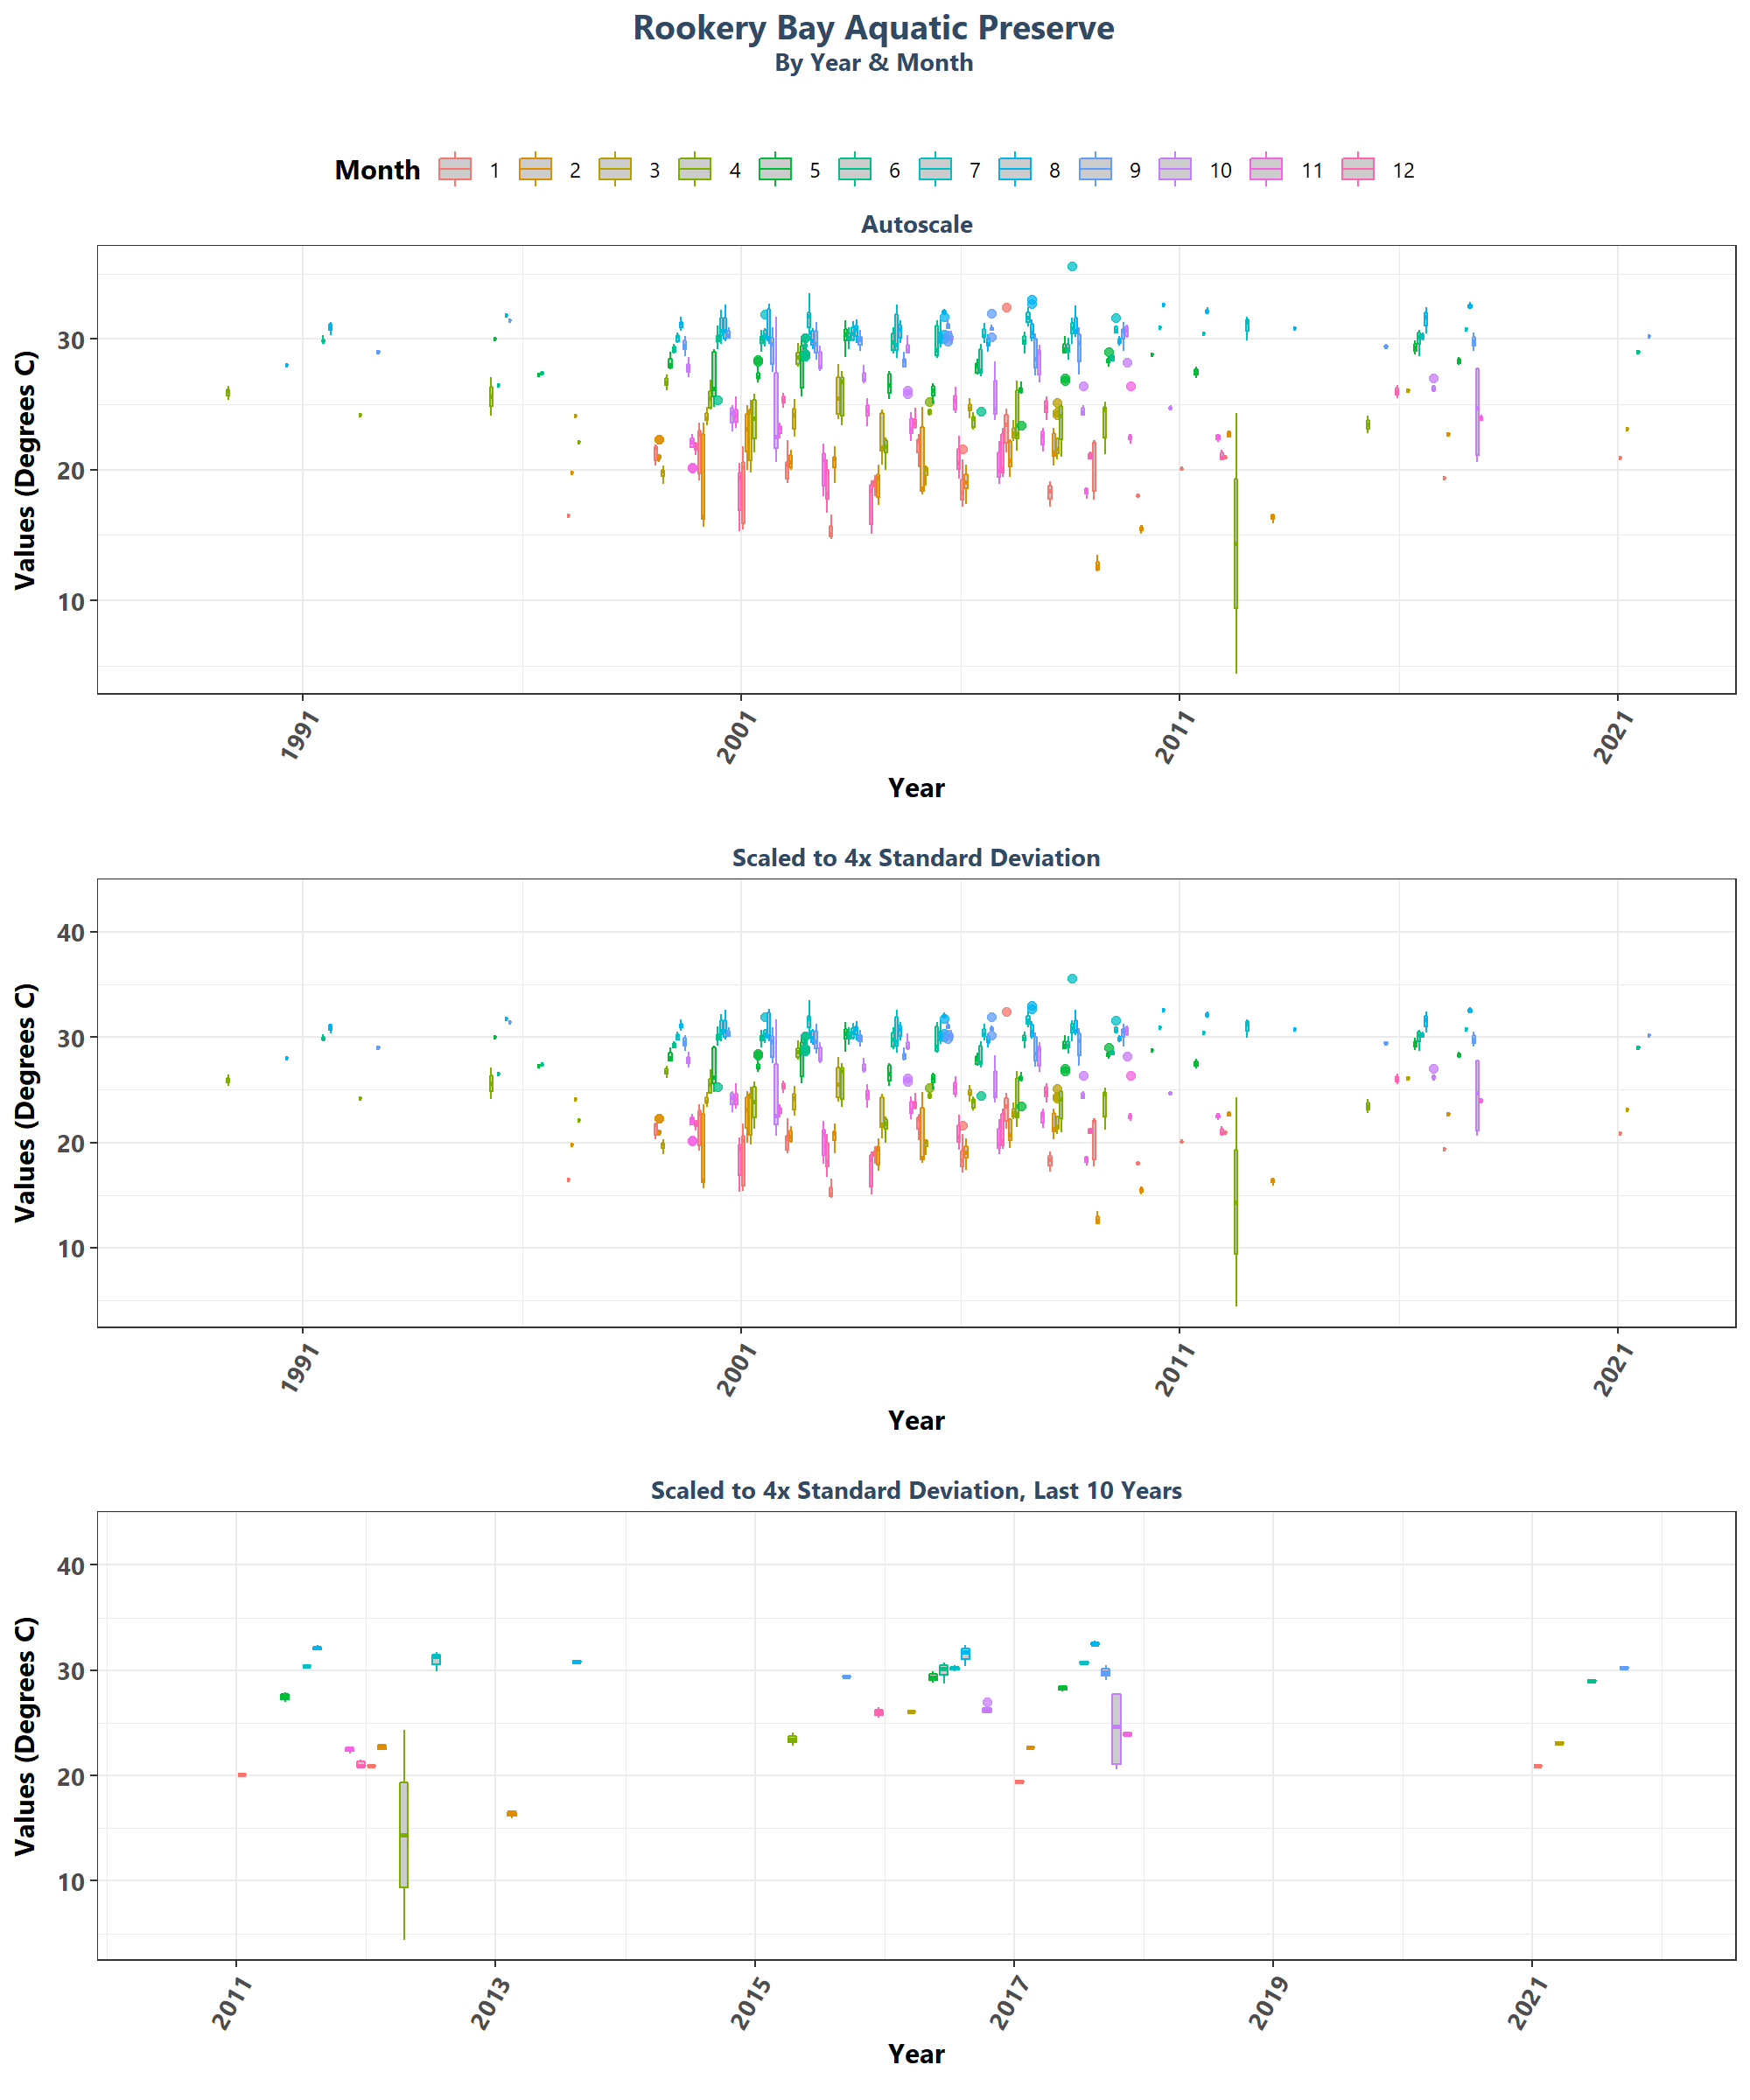 Rookery Bay Aquatic Preserve
By Year & Month
Month 1 2 3 4 5 6 7 8 9 10 11 12
Autoscale
Values (Degrees C)
30
20
10
1991 2001 2011 2021
Year
Scaled to 4x Standard Deviation
Values (Degrees C)
40
30
20
10
1991 2001 2011 2021
Year
Scaled to 4x Standard Deviation, Last 10 Years
Values (Degrees C)
40
30
20
10
2011 2013 2015 2017 2019 2021
Year